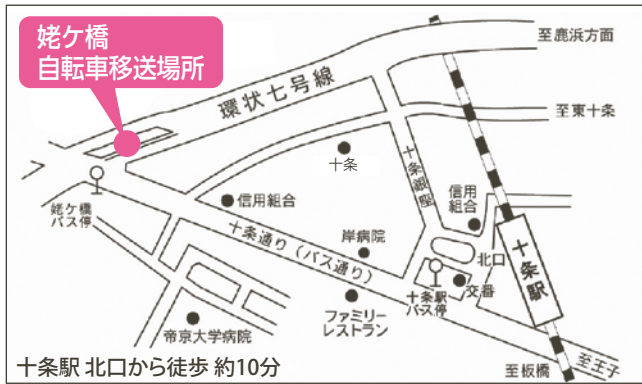 姥ケ橋
自転車移送場所
環状七号線
至鹿浜方面
至東十条
十条
十条銀座
信用
組合
信用組合
姥ケ橋
バス停
十条通り(バス通り)
岸病院
北口
十条駅
十条駅
バス停
交番
ファミリー
レストラン
帝京大学病院
至王子
至板橋
十条駅 北口から徒歩 約10分